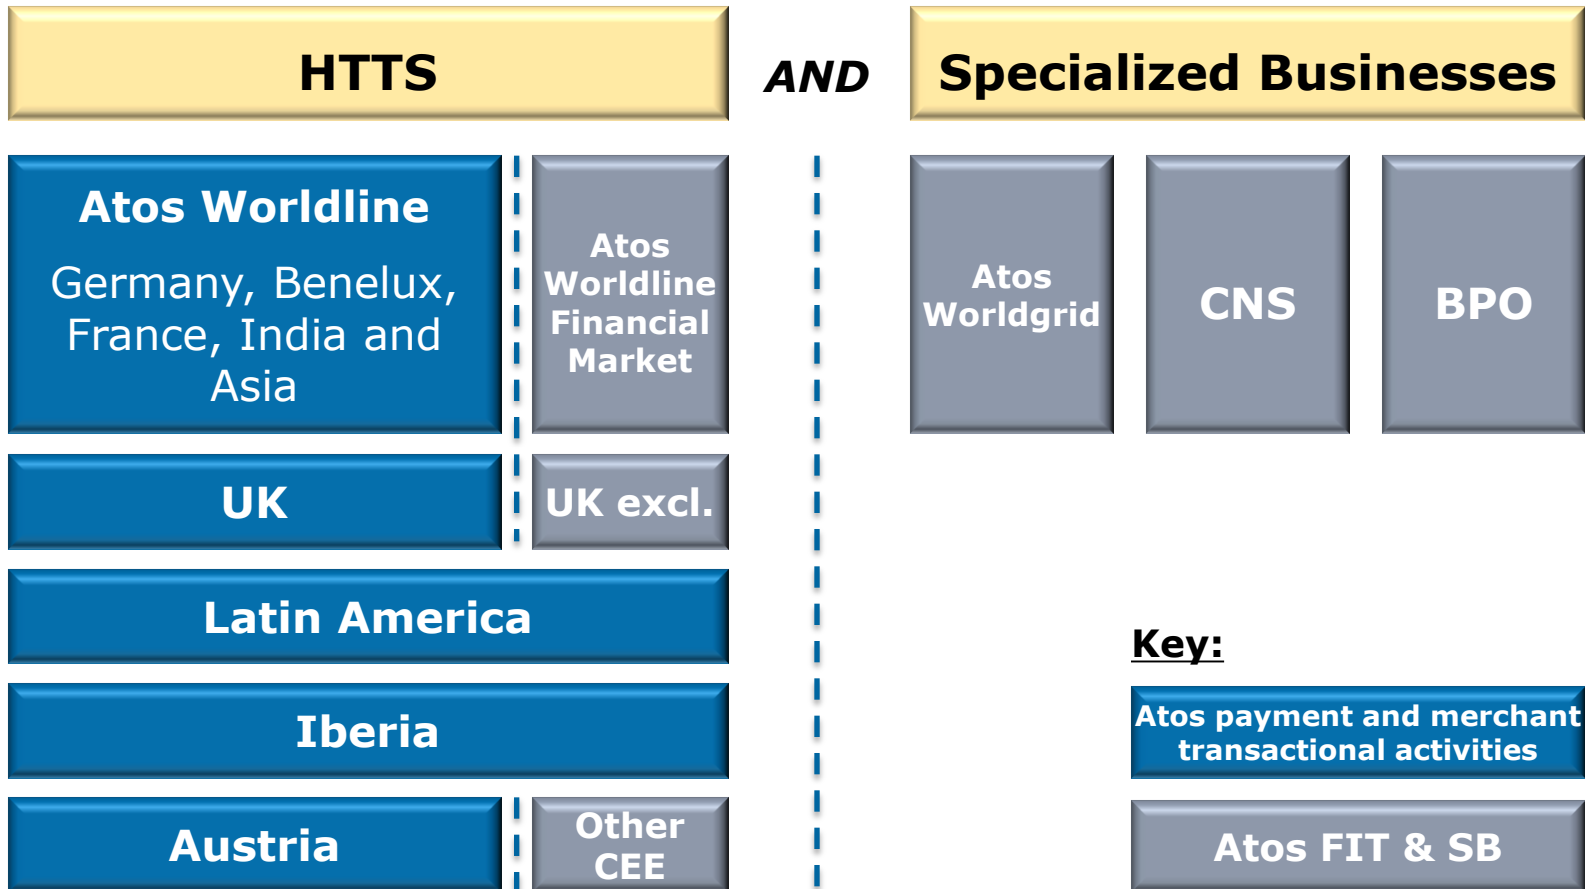 HTTS
AND
Specialized Businesses
Atos Worldline
Germany, Benelux,
France, India and
Asia
Atos
Worldline
Financial
Market
Atos
Worldgrid
CNS
BPO
UK
UK excl.
Latin America
Iberia
Austria
Other
CEE
Key:
Atos payment and merchant
transactional activities
Atos FIT & SB